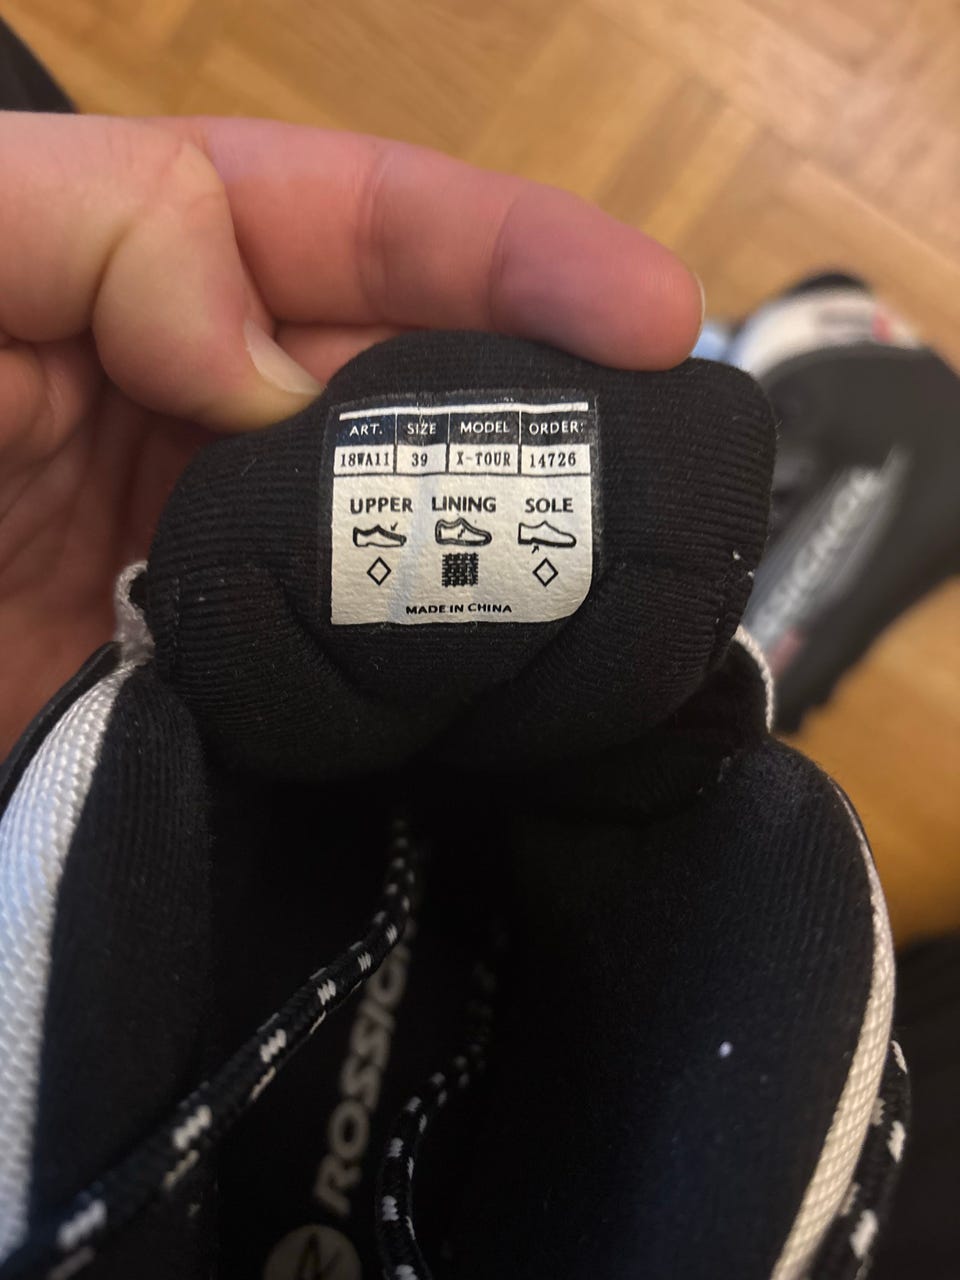 ART. SIZE MODEL ORDER:
18WA11 39 X-TOUR 14726
UPPER LINING SOLE
MADE IN CHINA
ROSSIGNOL